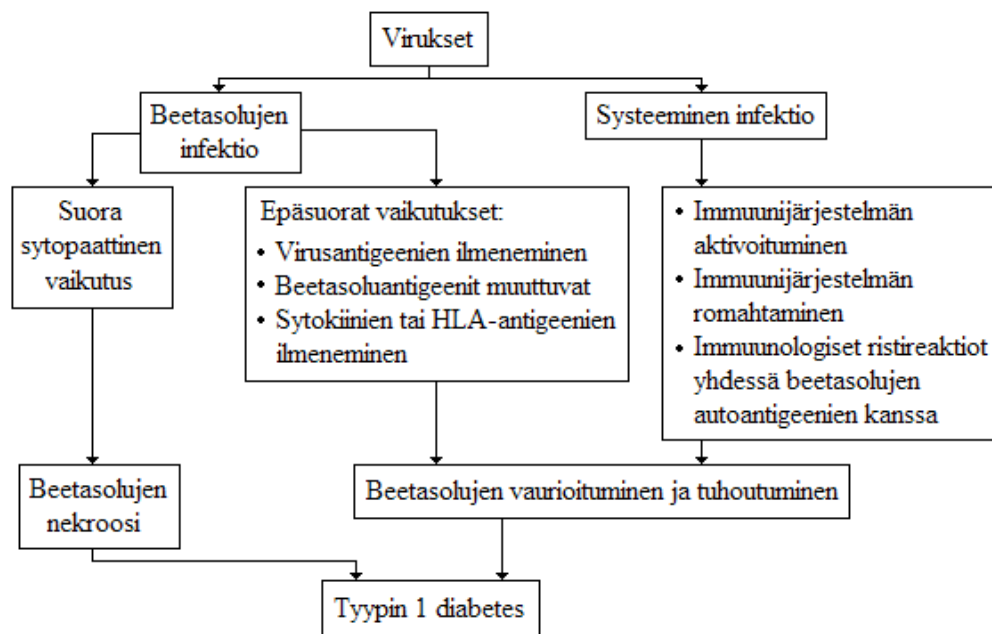 Virukset
Beetasolujen
infektio
Systeeminen infektio
Suora
sytopaattinen
vaikutus
Epäsuorat vaikutukset:
• Virusantigeenien ilmeneminen
• Beetasoluantigeenit muuttuvat
• Sytokiinien tai HLA-antigeenien
ilmeneminen
• Immuunijärjestelmän
aktivoituminen
• Immuunijärjestelmän
romahtaminen
• Immunologiset ristireaktiot
yhdessä beetasolujen
autoantigeenien kanssa
Beetasolujen
nekroosi
Beetasolujen vaurioituminen ja tuhoutuminen
Tyypin 1 diabetes